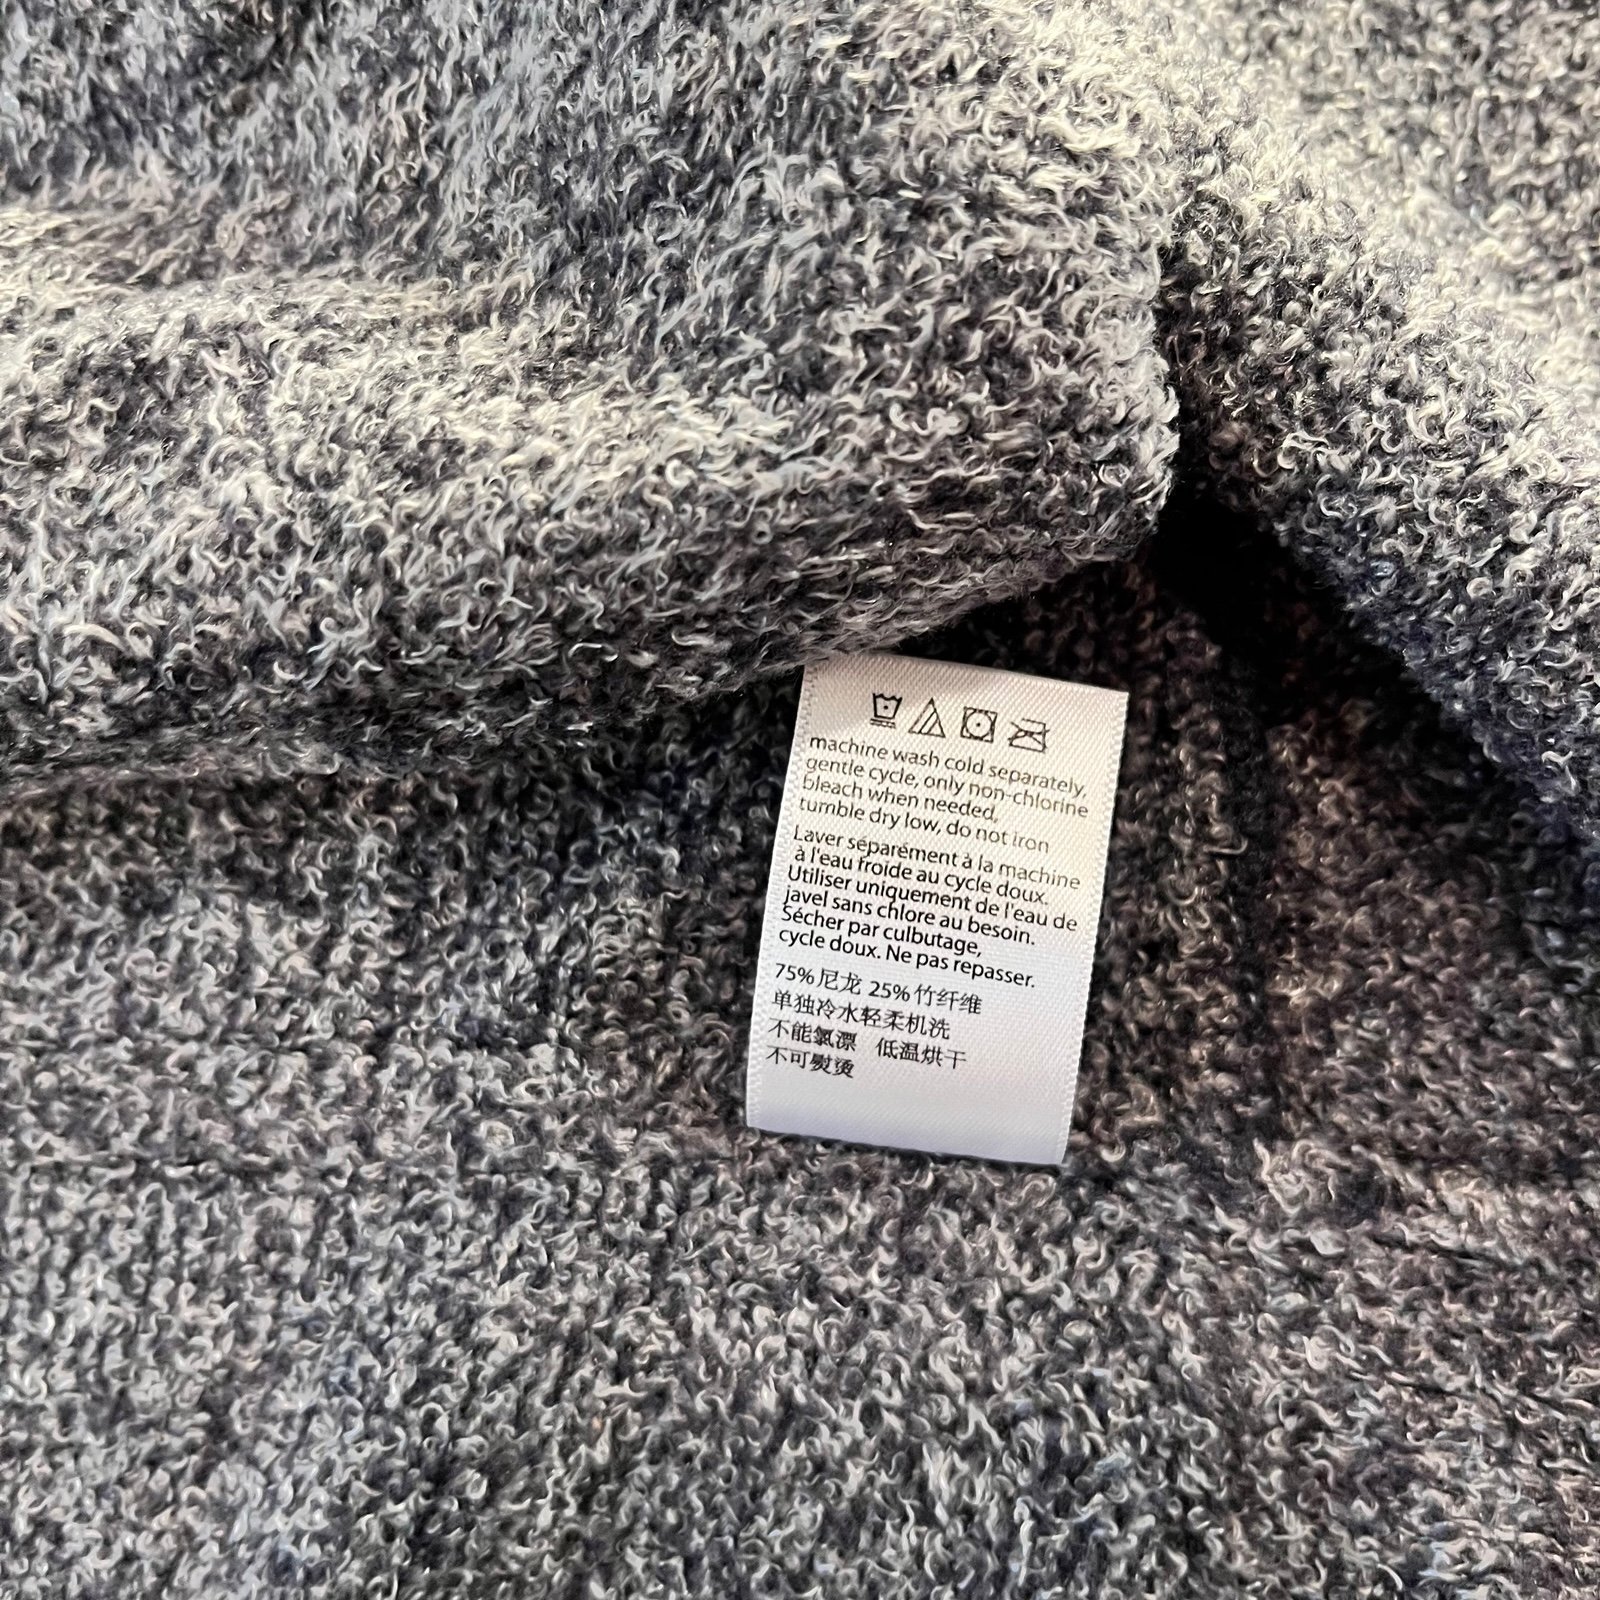 machine wash cold separately,
gentle cycle, only non-chlorine
bleach when needed,
tumble dry low, do not iron
Laver séparément à la machine
à l'eau froide au cycle doux.
Utiliser uniquement de l'eau de
javel sans chlore au besoin.
Sécher par culbutage,
cycle doux. Ne pas repasser.
75%尼龙 25%竹纤维
单独冷水轻柔机洗
不能氯漂 低温烘干
不可熨烫